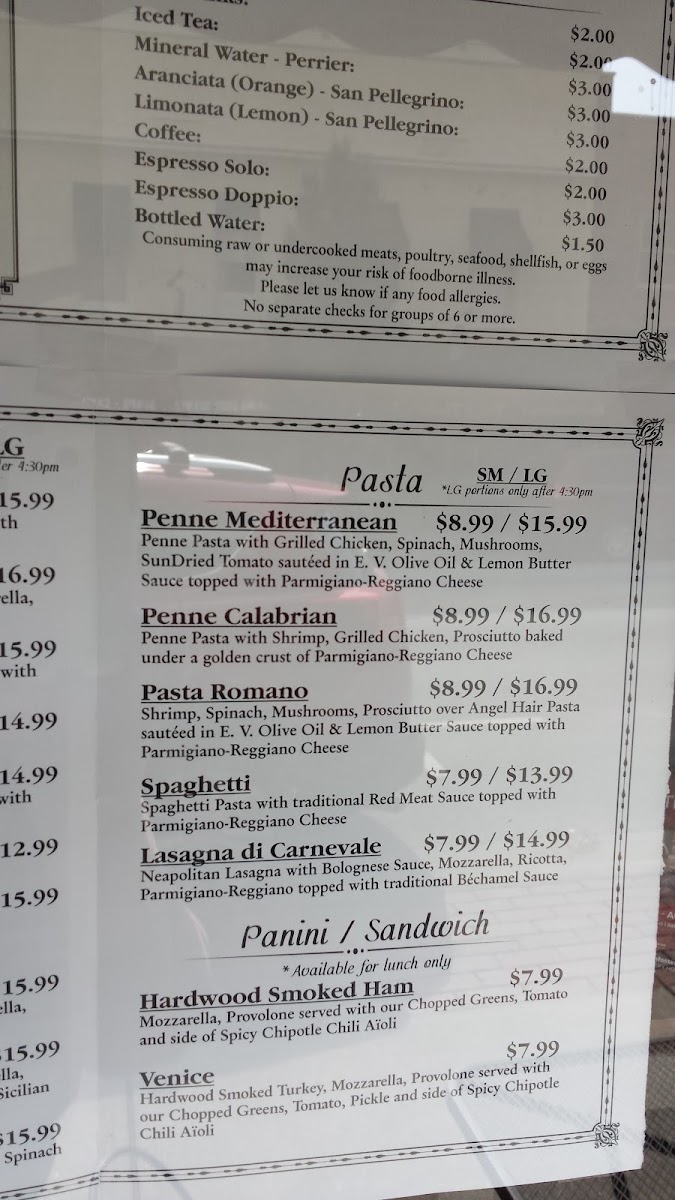 $2.00
Iced Tea: $2.00
Mineral Water - Perrier: $3.00
Aranciata (Orange) - San Pellegrino: $3.00
Limonata (Lemon) - San Pellegrino: $3.00
Coffee: $2.00
Espresso Solo: $2.00
Espresso Doppio: $3.00
Bottled Water: $1.50
Consuming raw or undercooked meats, poultry, seafood, shellfish, or eggs
may increase your risk of foodborne illness.
Please let us know if any food allergies.
No separate checks for groups of 6 or more.
LG
er 4:30pm
15.99
th
16.99
ella,
15.99
with
14.99
14.99
with
12.99
15.99
15.99
ella,
$15.99
lla,
Sicilian
$15.99
Spinach
Pasta SM / LG
*LG portions only after 4:30pm
Penne Mediterranean $8.99 / $15.99
Penne Pasta with Grilled Chicken, Spinach, Mushrooms,
SunDried Tomato sautéed in E. V. Olive Oil & Lemon Butter
Sauce topped with Parmigiano-Reggiano Cheese
Penne Calabrian $8.99 / $16.99
Penne Pasta with Shrimp, Grilled Chicken, Prosciutto baked
under a golden crust of Parmigiano-Reggiano Cheese
Pasta Romano $8.99 / $16.99
Shrimp, Spinach, Mushrooms, Prosciutto over Angel Hair Pasta
sautéed in E. V. Olive Oil & Lemon Butter Sauce topped with
Parmigiano-Reggiano Cheese
Spaghetti $7.99 / $13.99
Spaghetti Pasta with traditional Red Meat Sauce topped with
Parmigiano-Reggiano Cheese
Lasagna di Carnevale $7.99 / $14.99
Neapolitan Lasagna with Bolognese Sauce, Mozzarella, Ricotta,
Parmigiano-Reggiano topped with traditional Béchamel Sauce
Panini / Sandwich
* Available for lunch only
Hardwood Smoked Ham $7.99
Mozzarella, Provolone served with our Chopped Greens, Tomato
and side of Spicy Chipotle Chili Aïoli
Venice $7.99
Hardwood Smoked Turkey, Mozzarella, Provolone served with
our Chopped Greens, Tomato, Pickle and side of Spicy Chipotle
Chili Aïoli